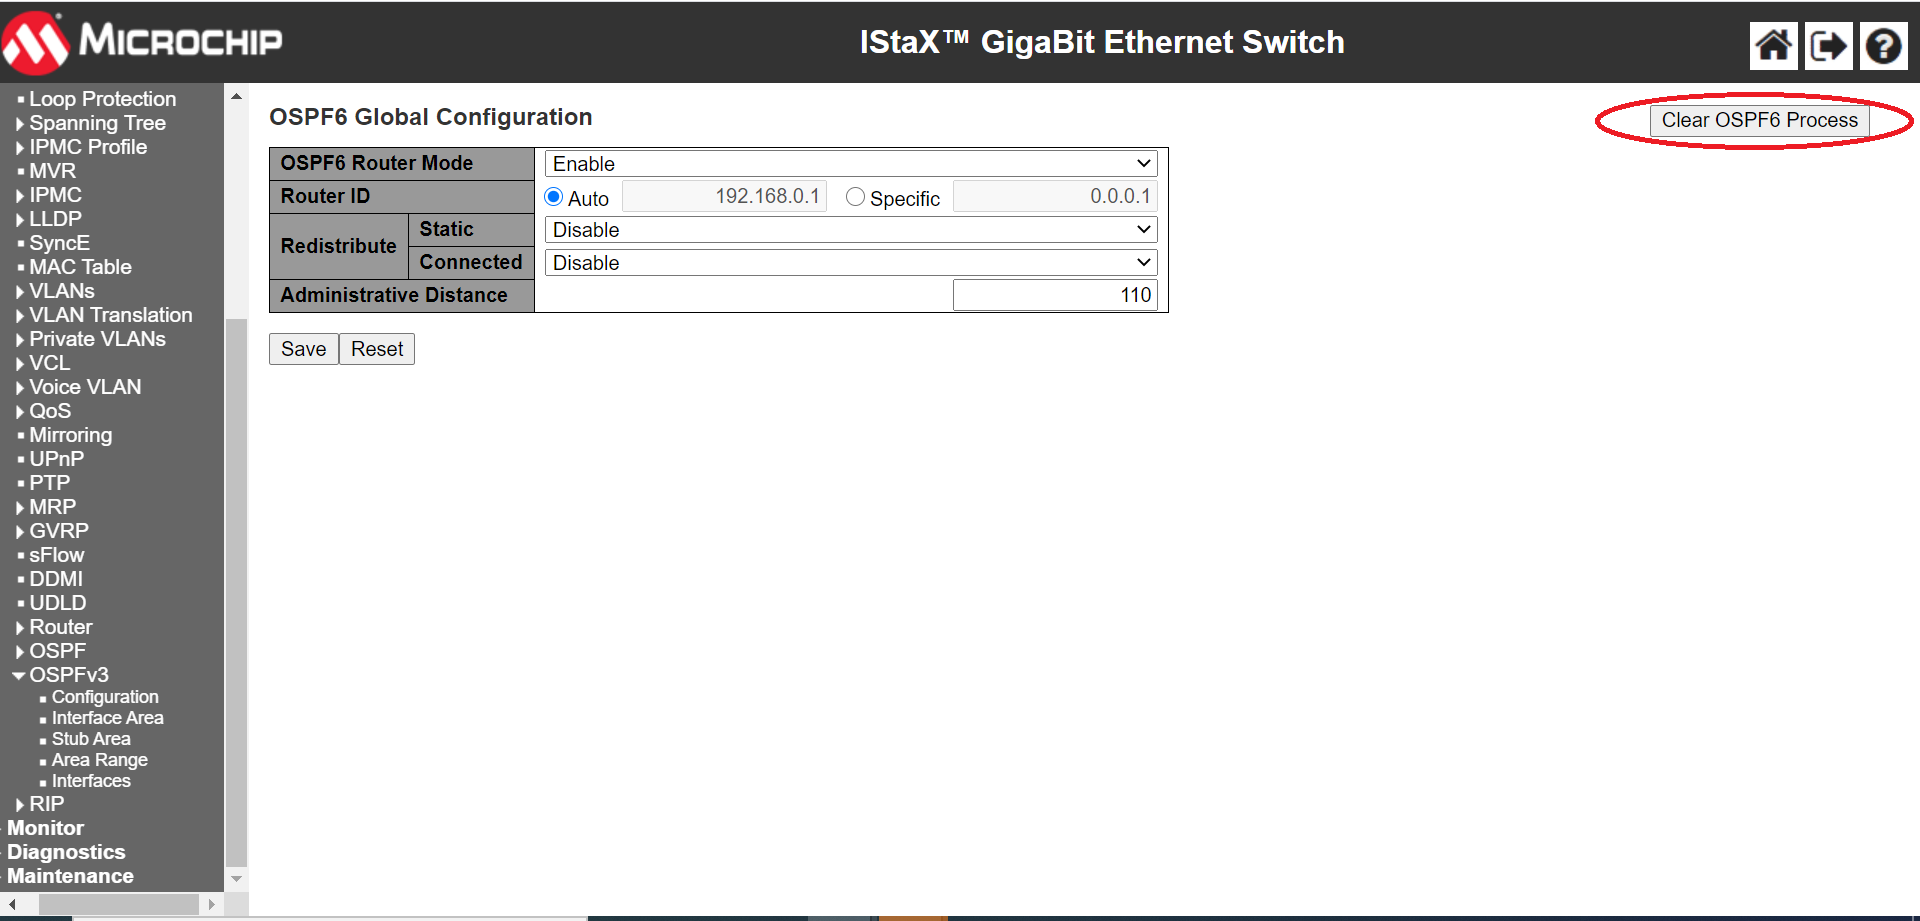 MICROCHIP
IStaX™ GigaBit Ethernet Switch
Loop Protection
Spanning Tree
IPMC Profile
MVR
IPMC
LLDP
SyncE
MAC Table
VLANs
VLAN Translation
Private VLANs
VCL
Voice VLAN
QoS
Mirroring
UPnP
PTP
MRP
GVRP
sFlow
DDMI
UDLD
Router
OSPF
OSPFv3
Configuration
Interface Area
Stub Area
Area Range
Interfaces
RIP
Monitor
Diagnostics
Maintenance
OSPF6 Global Configuration
Clear OSPF6 Process
OSPF6 Router Mode Enable
Router ID Auto 192.168.0.1 Specific 0.0.0.1
Redistribute
Static Disable
Connected Disable
Administrative Distance 110
Save Reset